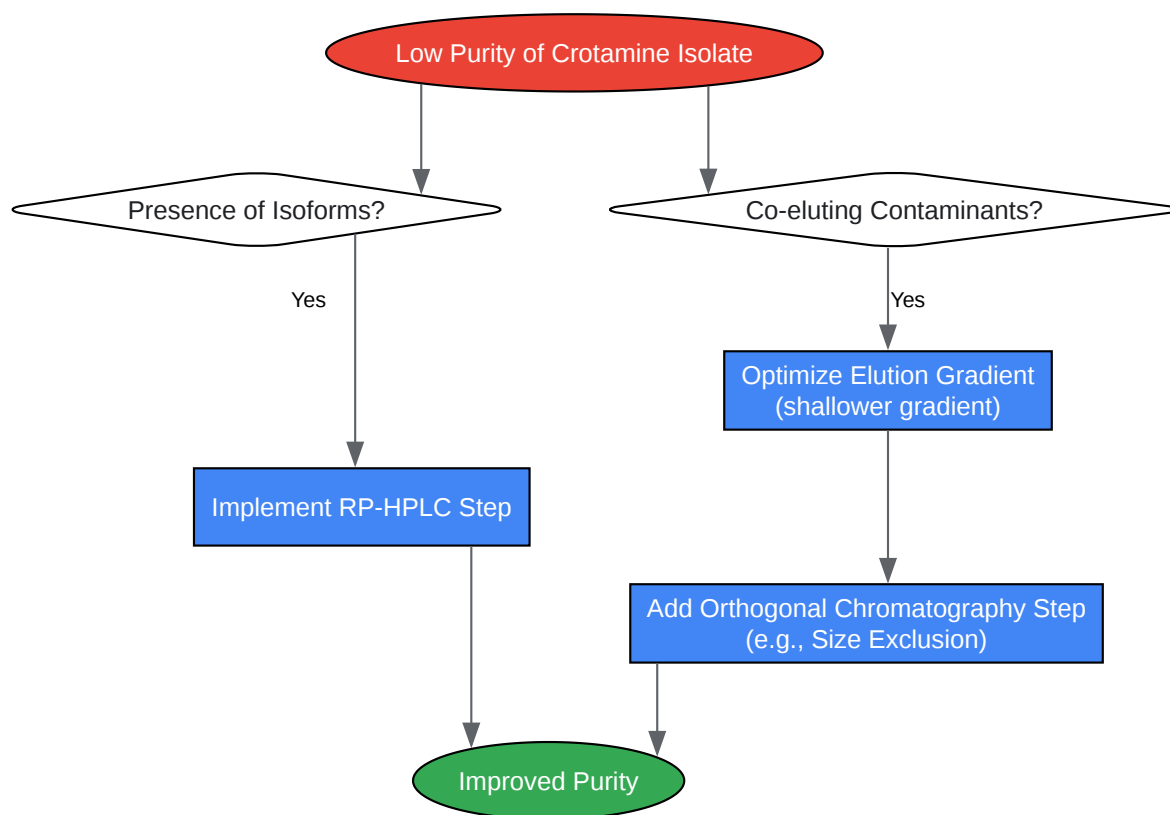 Low Purity of Crotamine Isolate
Presence of Isoforms?
Co-eluting Contaminants?
Yes
Yes
Optimize Elution Gradient
(shallower gradient)
Implement RP-HPLC Step
Add Orthogonal Chromatography Step
(e.g., Size Exclusion)
Improved Purity